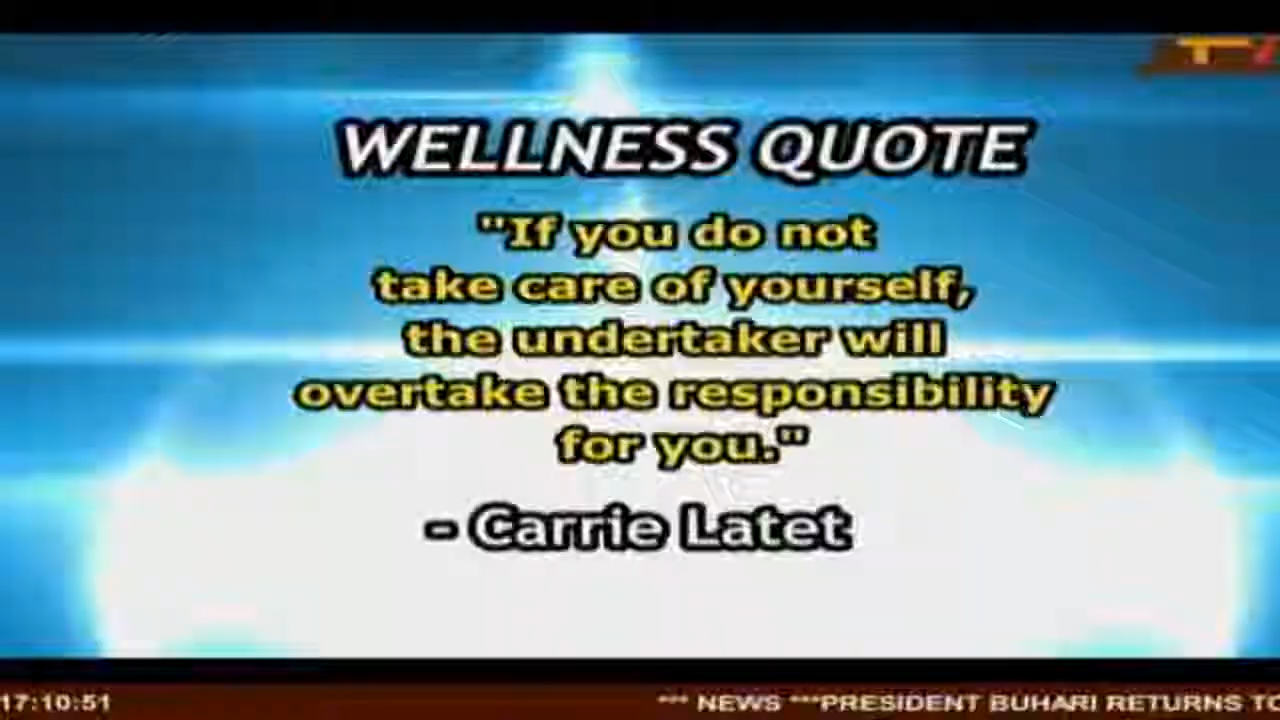 WELLNESS QUOTE
"If you do not
take care of yourself,
the undertaker will
overtake the responsibility
for you."
- Carrie Latet
17:10:51 *** NEWS ***PRESIDENT BUHARI RETURNS TO